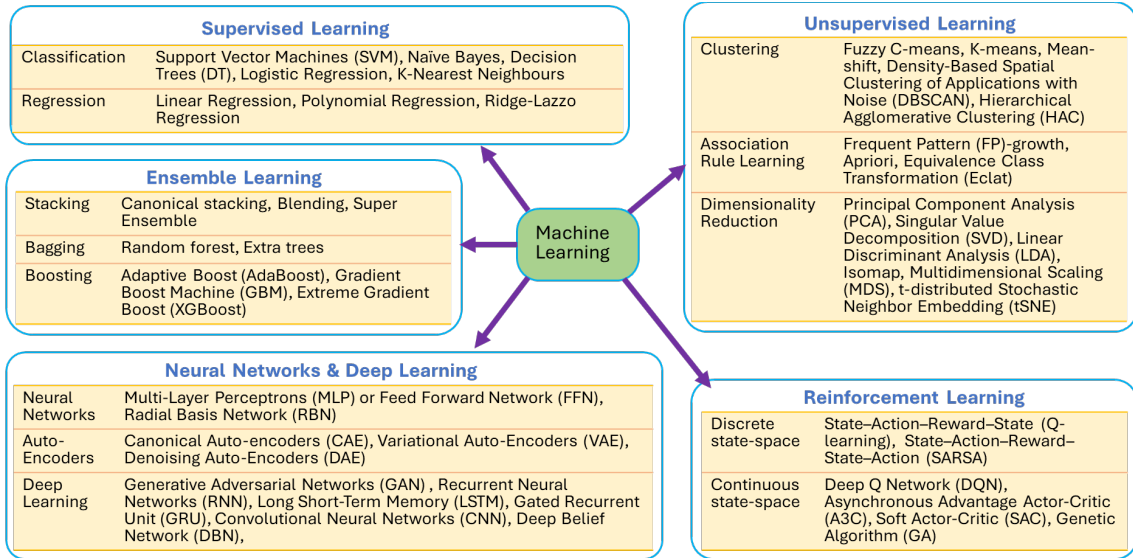 Supervised Learning
Classification
Support Vector Machines (SVM), Naïve Bayes, Decision
Trees (DT), Logistic Regression, K-Nearest Neighbours
Regression
Linear Regression, Polynomial Regression, Ridge-Lazzo
Regression
Unsupervised Learning
Clustering
Fuzzy C-means, K-means, Mean-
shift, Density-Based Spatial
Clustering of Applications with
Noise (DBSCAN), Hierarchical
Agglomerative Clustering (HAC)
Association
Rule Learning
Frequent Pattern (FP)-growth,
Apriori, Equivalence Class
Transformation (Eclat)
Dimensionality
Reduction
Principal Component Analysis
(PCA), Singular Value
Decomposition (SVD), Linear
Discriminant Analysis (LDA),
Isomap, Multidimensional Scaling
(MDS), t-distributed Stochastic
Neighbor Embedding (tSNE)
Ensemble Learning
Stacking
Canonical stacking, Blending, Super
Ensemble
Bagging
Random forest, Extra trees
Boosting
Adaptive Boost (AdaBoost), Gradient
Boost Machine (GBM), Extreme Gradient
Boost (XGBoost)
Machine
Learning
Neural Networks & Deep Learning
Neural
Networks
Multi-Layer Perceptrons (MLP) or Feed Forward Network (FFN),
Radial Basis Network (RBN)
Auto-
Encoders
Canonical Auto-encoders (CAE), Variational Auto-Encoders (VAE),
Denoising Auto-Encoders (DAE)
Deep
Learning
Generative Adversarial Networks (GAN) , Recurrent Neural
Networks (RNN), Long Short-Term Memory (LSTM), Gated Recurrent
Unit (GRU), Convolutional Neural Networks (CNN), Deep Belief
Network (DBN),
Reinforcement Learning
Discrete
state-space
State–Action–Reward–State (Q-
learning), State–Action–Reward–
State–Action (SARSA)
Continuous
state-space
Deep Q Network (DQN),
Asynchronous Advantage Actor-Critic
(A3C), Soft Actor-Critic (SAC), Genetic
Algorithm (GA)